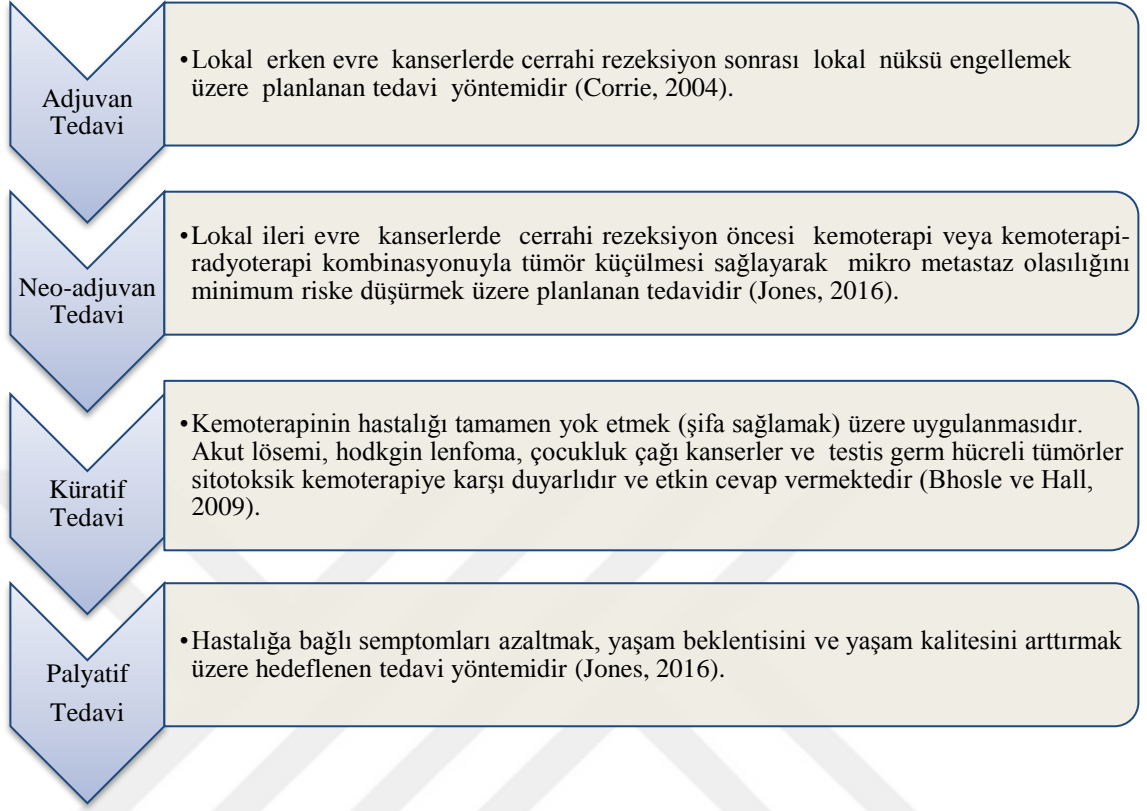 Adjuvan
Tedavi
•Lokal erken evre kanserlerde cerrahi rezeksiyon sonrası lokal nüksü engellemek
üzere planlanan tedavi yöntemidir (Corrie, 2004).
Neo-adjuvan
Tedavi
•Lokal ileri evre kanserlerde cerrahi rezeksiyon öncesi kemoterapi veya kemoterapi-
radyoterapi kombinasyonuyla tümör küçülmesi sağlayarak mikro metastaz olasılığını
minimum riske düşürmek üzere planlanan tedavidir (Jones, 2016).
Küratif
Tedavi
•Kemoterapinin hastalığı tamamen yok etmek (şifa sağlamak) üzere uygulanmasıdır.
Akut lösemi, hodkgin lenfoma, çocukluk çağı kanserler ve testis germ hücreli tümörler
sitotoksik kemoterapiye karşı duyarlıdır ve etkin cevap vermektedir (Bhosle ve Hall,
2009).
Palyatif
Tedavi
•Hastalığa bağlı semptomları azaltmak, yaşam beklentisini ve yaşam kalitesini arttırmak
üzere hedeflenen tedavi yöntemidir (Jones, 2016).